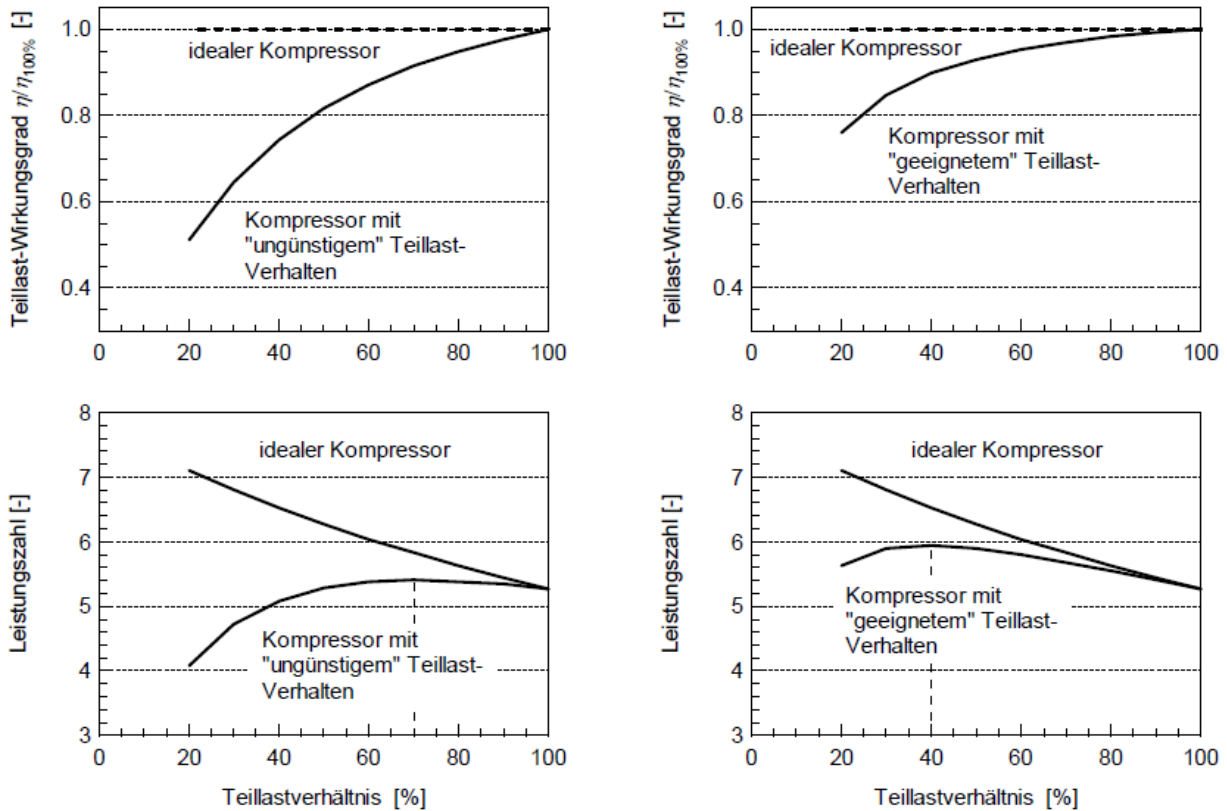 Teillast-Wirkungsgrad η/η100% [-]
1.0
0.8
0.6
0.4
idealer Kompressor
Kompressor mit
"ungünstigem" Teillast-
Verhalten
0 20 40 60 80 100
Teillast-Wirkungsgrad η/η100% [-]
1.0
0.8
0.6
0.4
idealer Kompressor
Kompressor mit
"geeignetem" Teillast-
Verhalten
0 20 40 60 80 100
Leistungszahl [-]
8
7
6
5
4
3
idealer Kompressor
Kompressor mit
"ungünstigem" Teillast-
Verhalten
0 20 40 60 80 100
Teillastverhältnis [%]
Leistungszahl [-]
8
7
6
5
4
3
idealer Kompressor
Kompressor mit
"geeignetem" Teillast-
Verhalten
0 20 40 60 80 100
Teillastverhältnis [%]